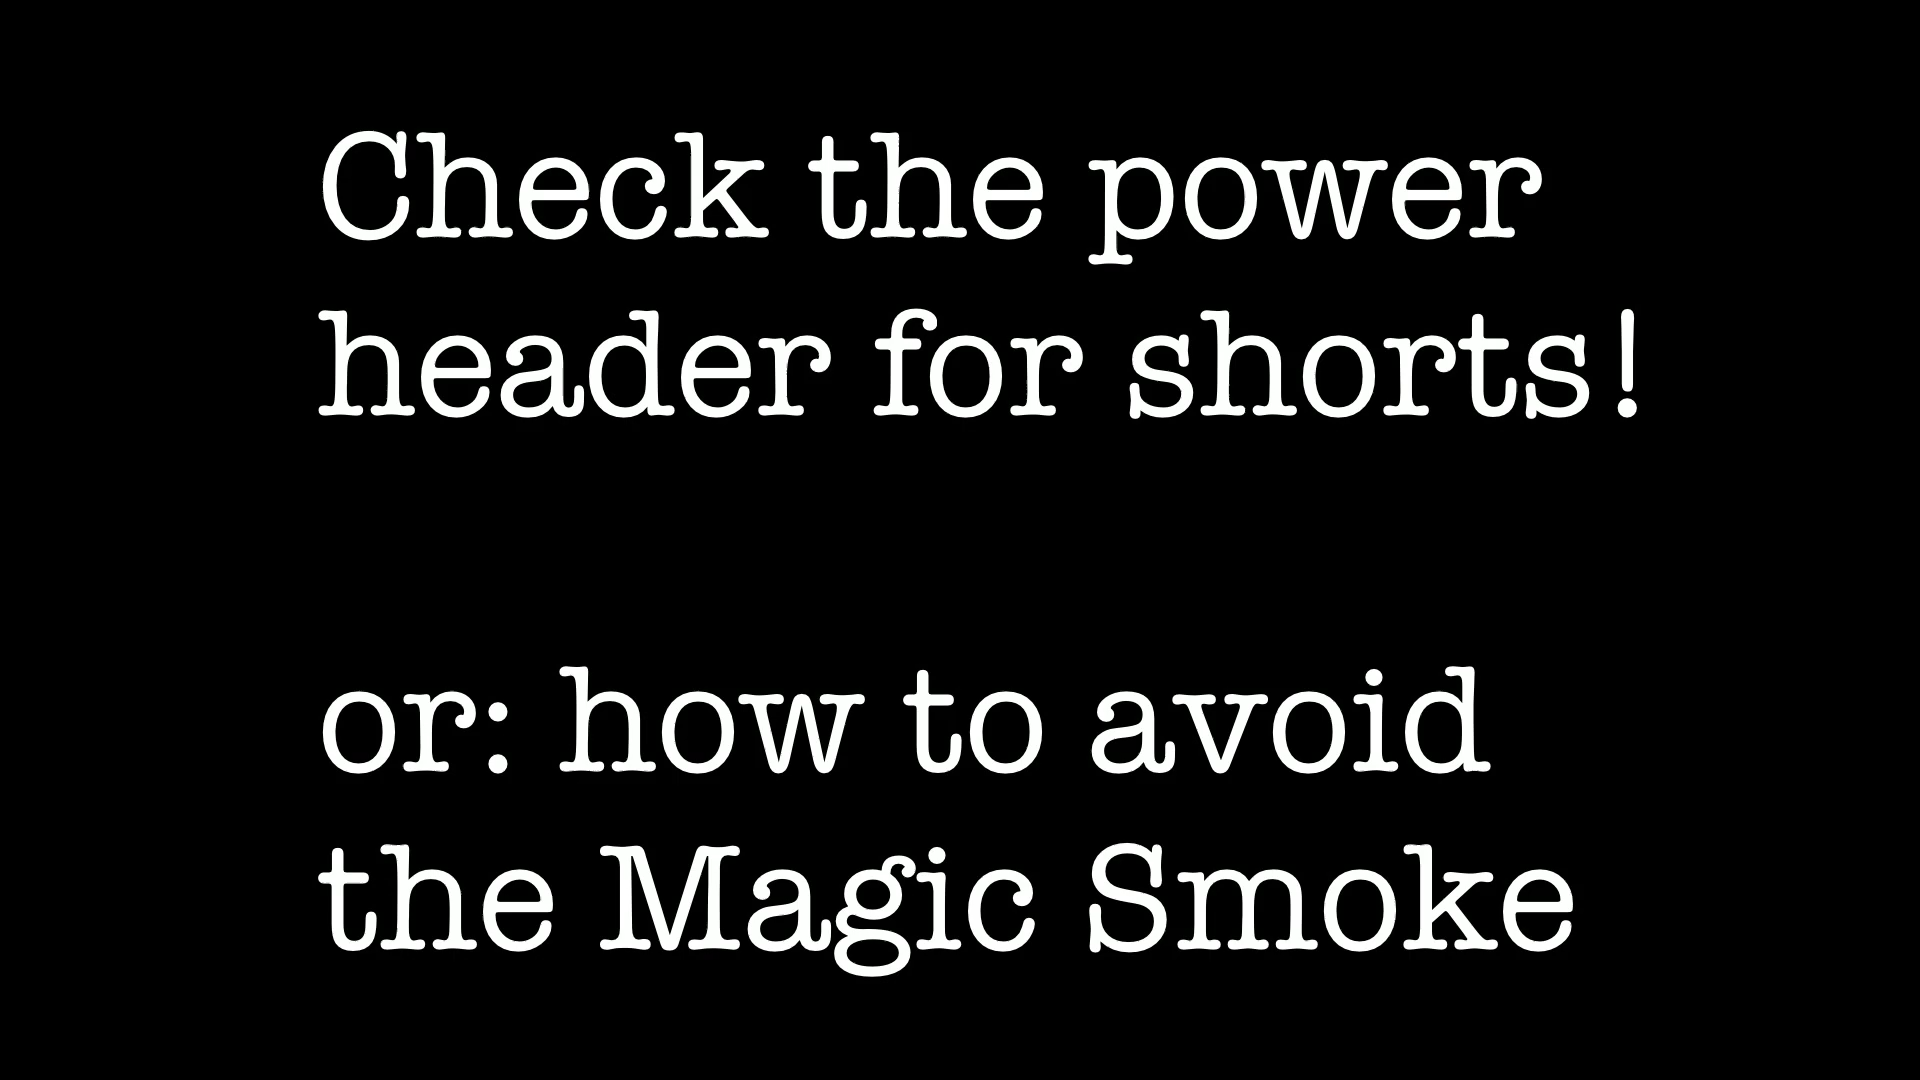 Check the power
header for shorts!
or: how to avoid
the Magic Smoke